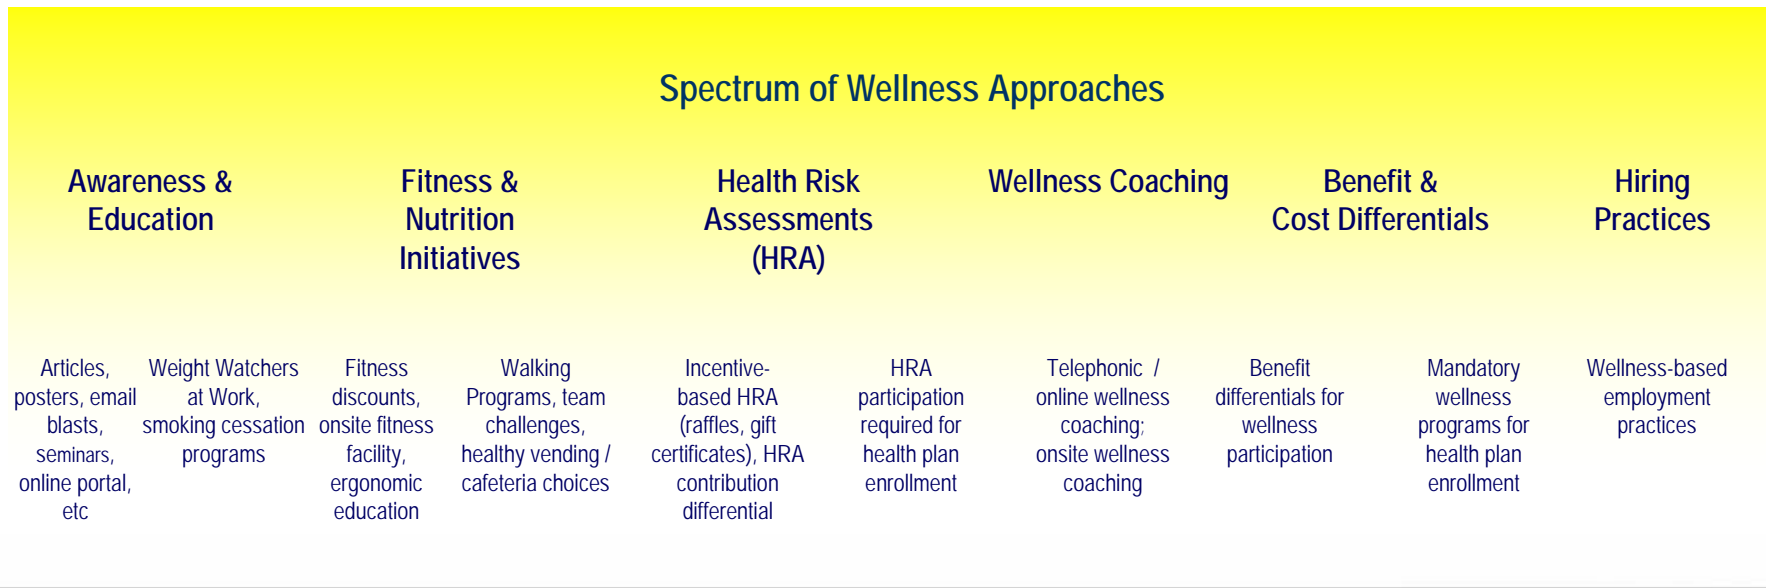 Spectrum of Wellness Approaches
Awareness &
Education
Fitness &
Nutrition
Initiatives
Health Risk
Assessments
(HRA)
Wellness Coaching
Benefit &
Cost Differentials
Hiring
Practices
Articles,
posters, email
blasts,
seminars,
online portal,
etc
Weight Watchers
at Work,
smoking cessation
programs
Fitness
discounts,
onsite fitness
facility,
ergonomic
education
Walking
Programs, team
challenges,
healthy vending /
cafeteria choices
Incentive-
based HRA
(raffles, gift
certificates), HRA
contribution
differential
HRA
participation
required for
health plan
enrollment
Telephonic /
online wellness
coaching;
onsite wellness
coaching
Benefit
differentials for
wellness
participation
Mandatory
wellness
programs for
health plan
enrollment
Wellness-based
employment
practices